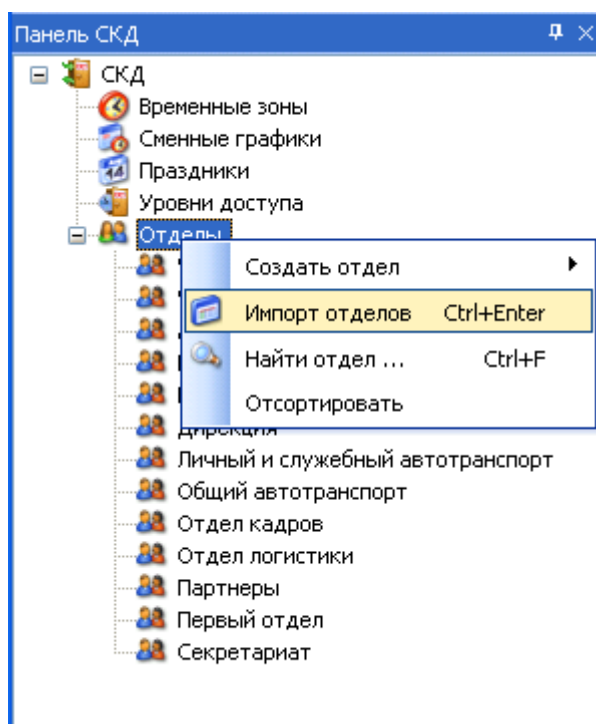 Панель СКД
СКД
Временные зоны
Сменные графики
Праздники
Уровни доступа
Отделы
Создать отдел
Импорт отделов Ctrl+Enter
Найти отдел ... Ctrl+F
Отсортировать
Дирекция
Личный и служебный автотранспорт
Общий автотранспорт
Отдел кадров
Отдел логистики
Партнеры
Первый отдел
Секретариат